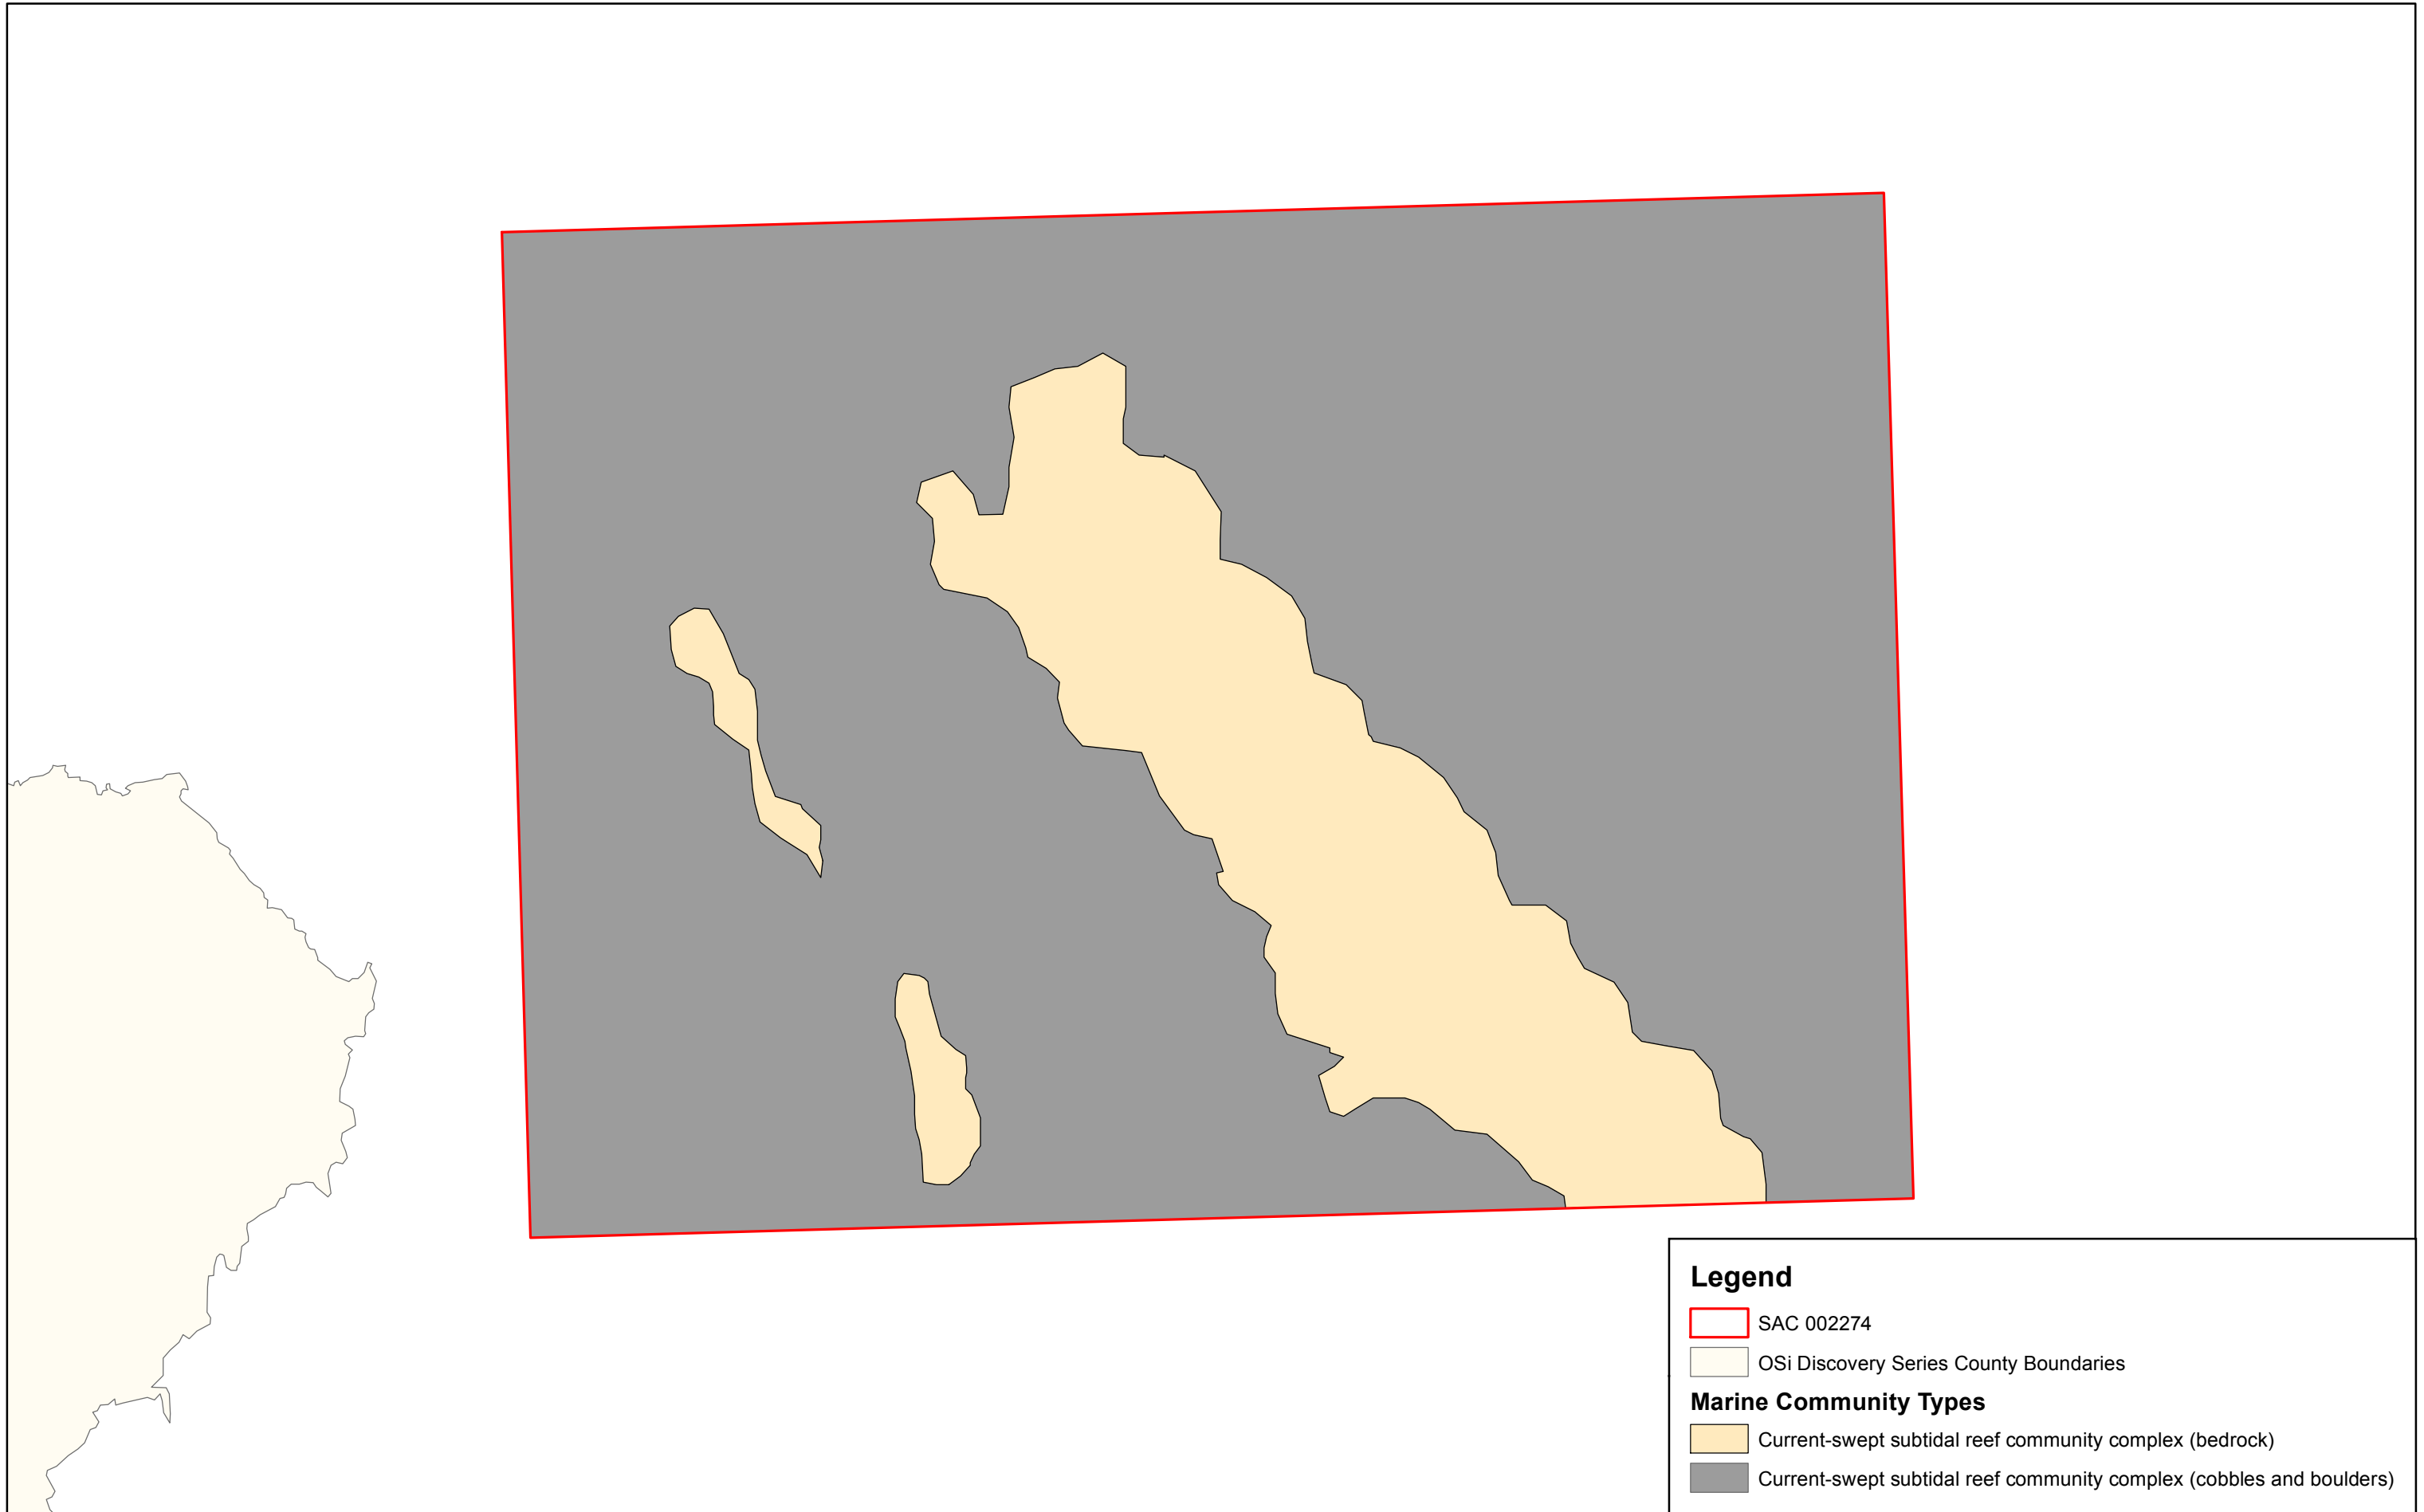 Legend
SAC 002274
OSi Discovery Series County Boundaries
Marine Community Types
Current-swept subtidal reef community complex (bedrock)
Current-swept subtidal reef community complex (cobbles and boulders)